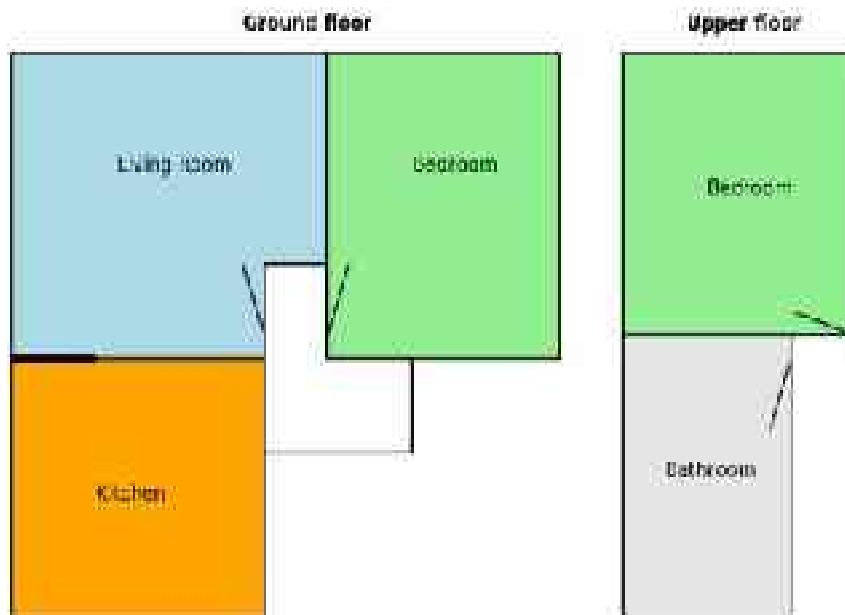 Ground floor
Upper floor
Living Room
Bedroom
Bedroom
Kitchen
Bathroom